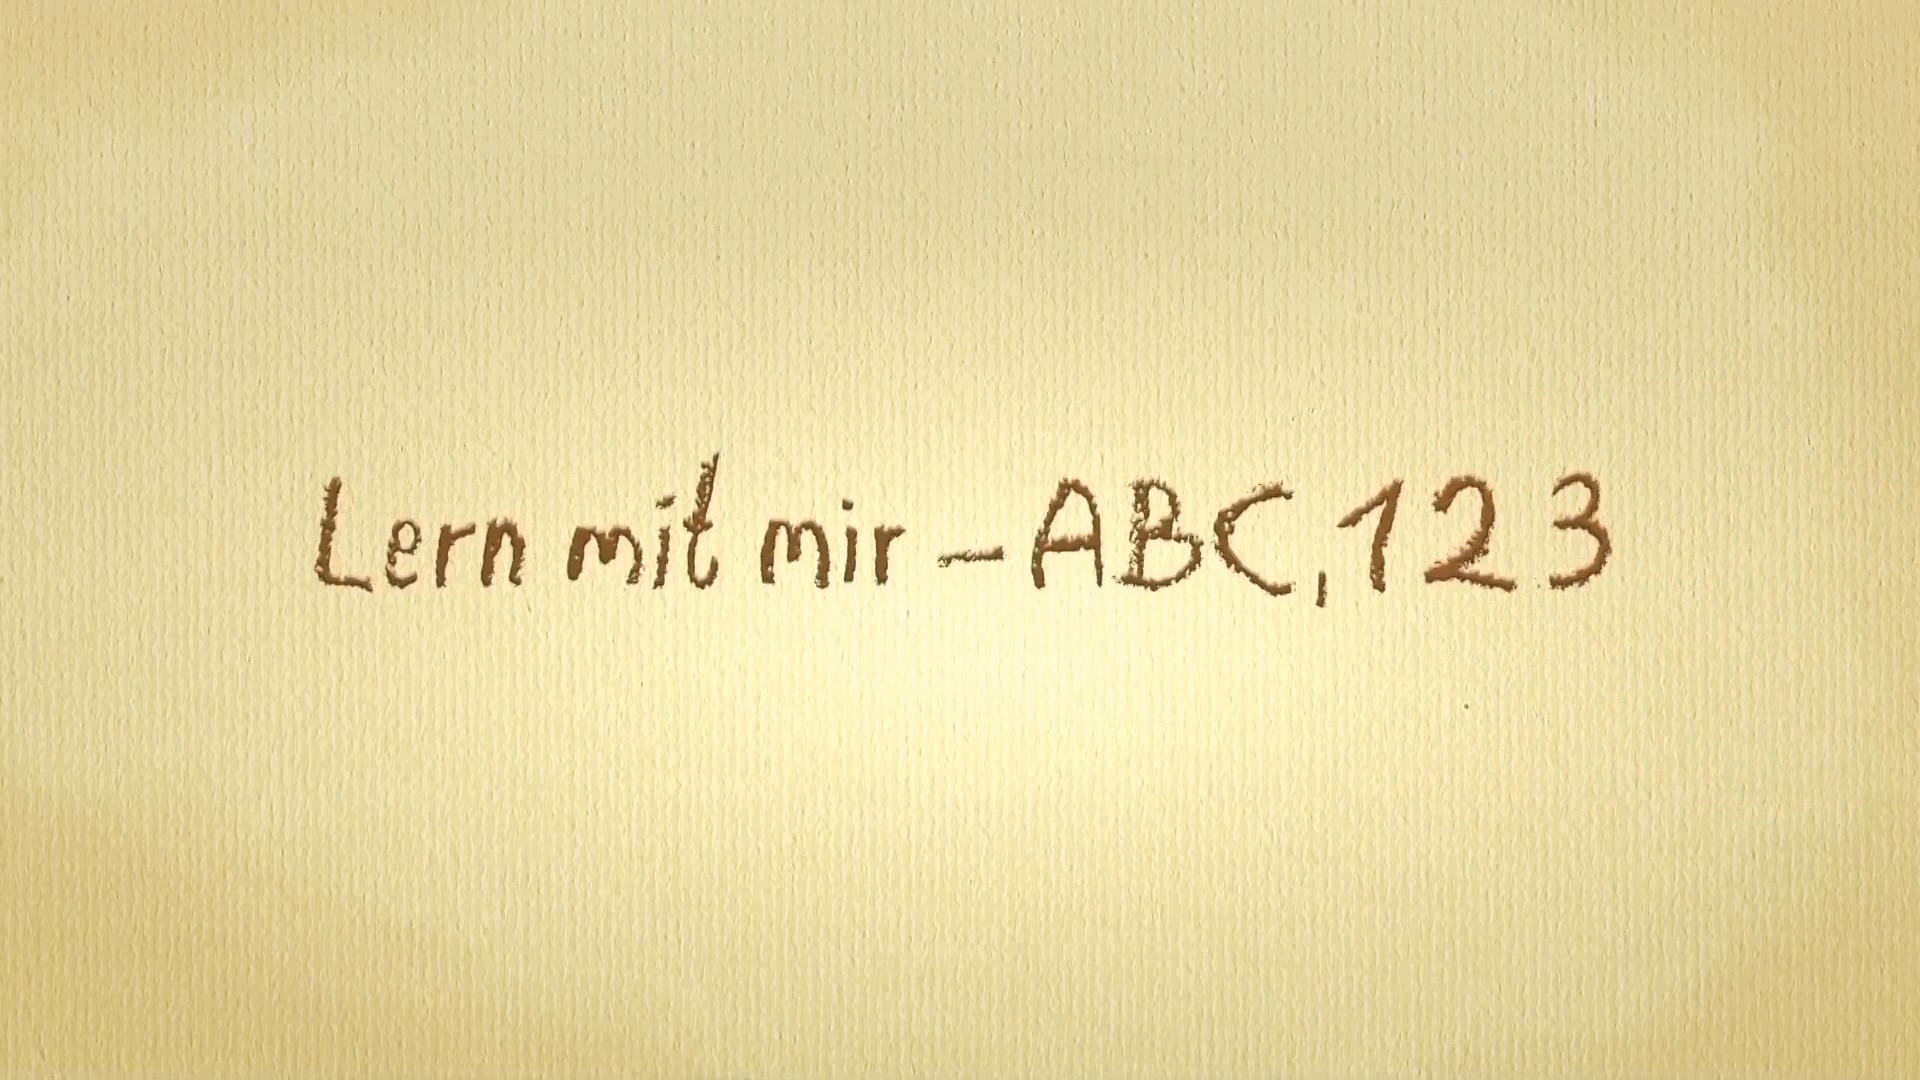 Lern mit mir – ABC, 123